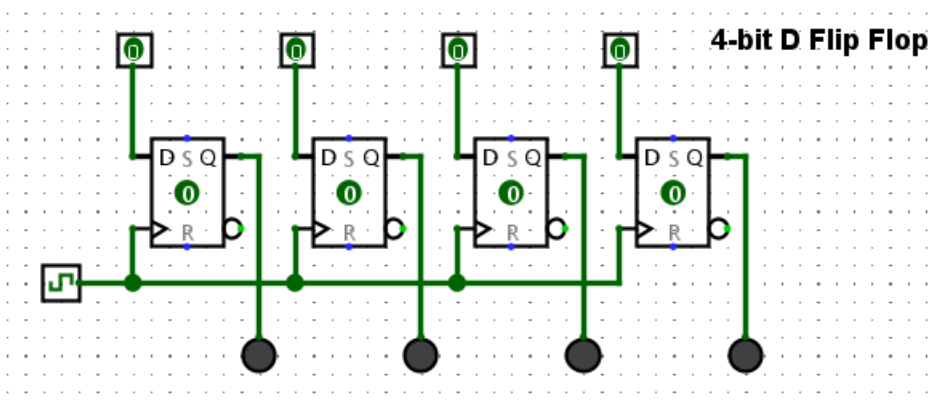 0 0 0 0 4-bit D Flip Flop
D S Q D S Q D S Q D S Q
0 0 0 0
R R R R